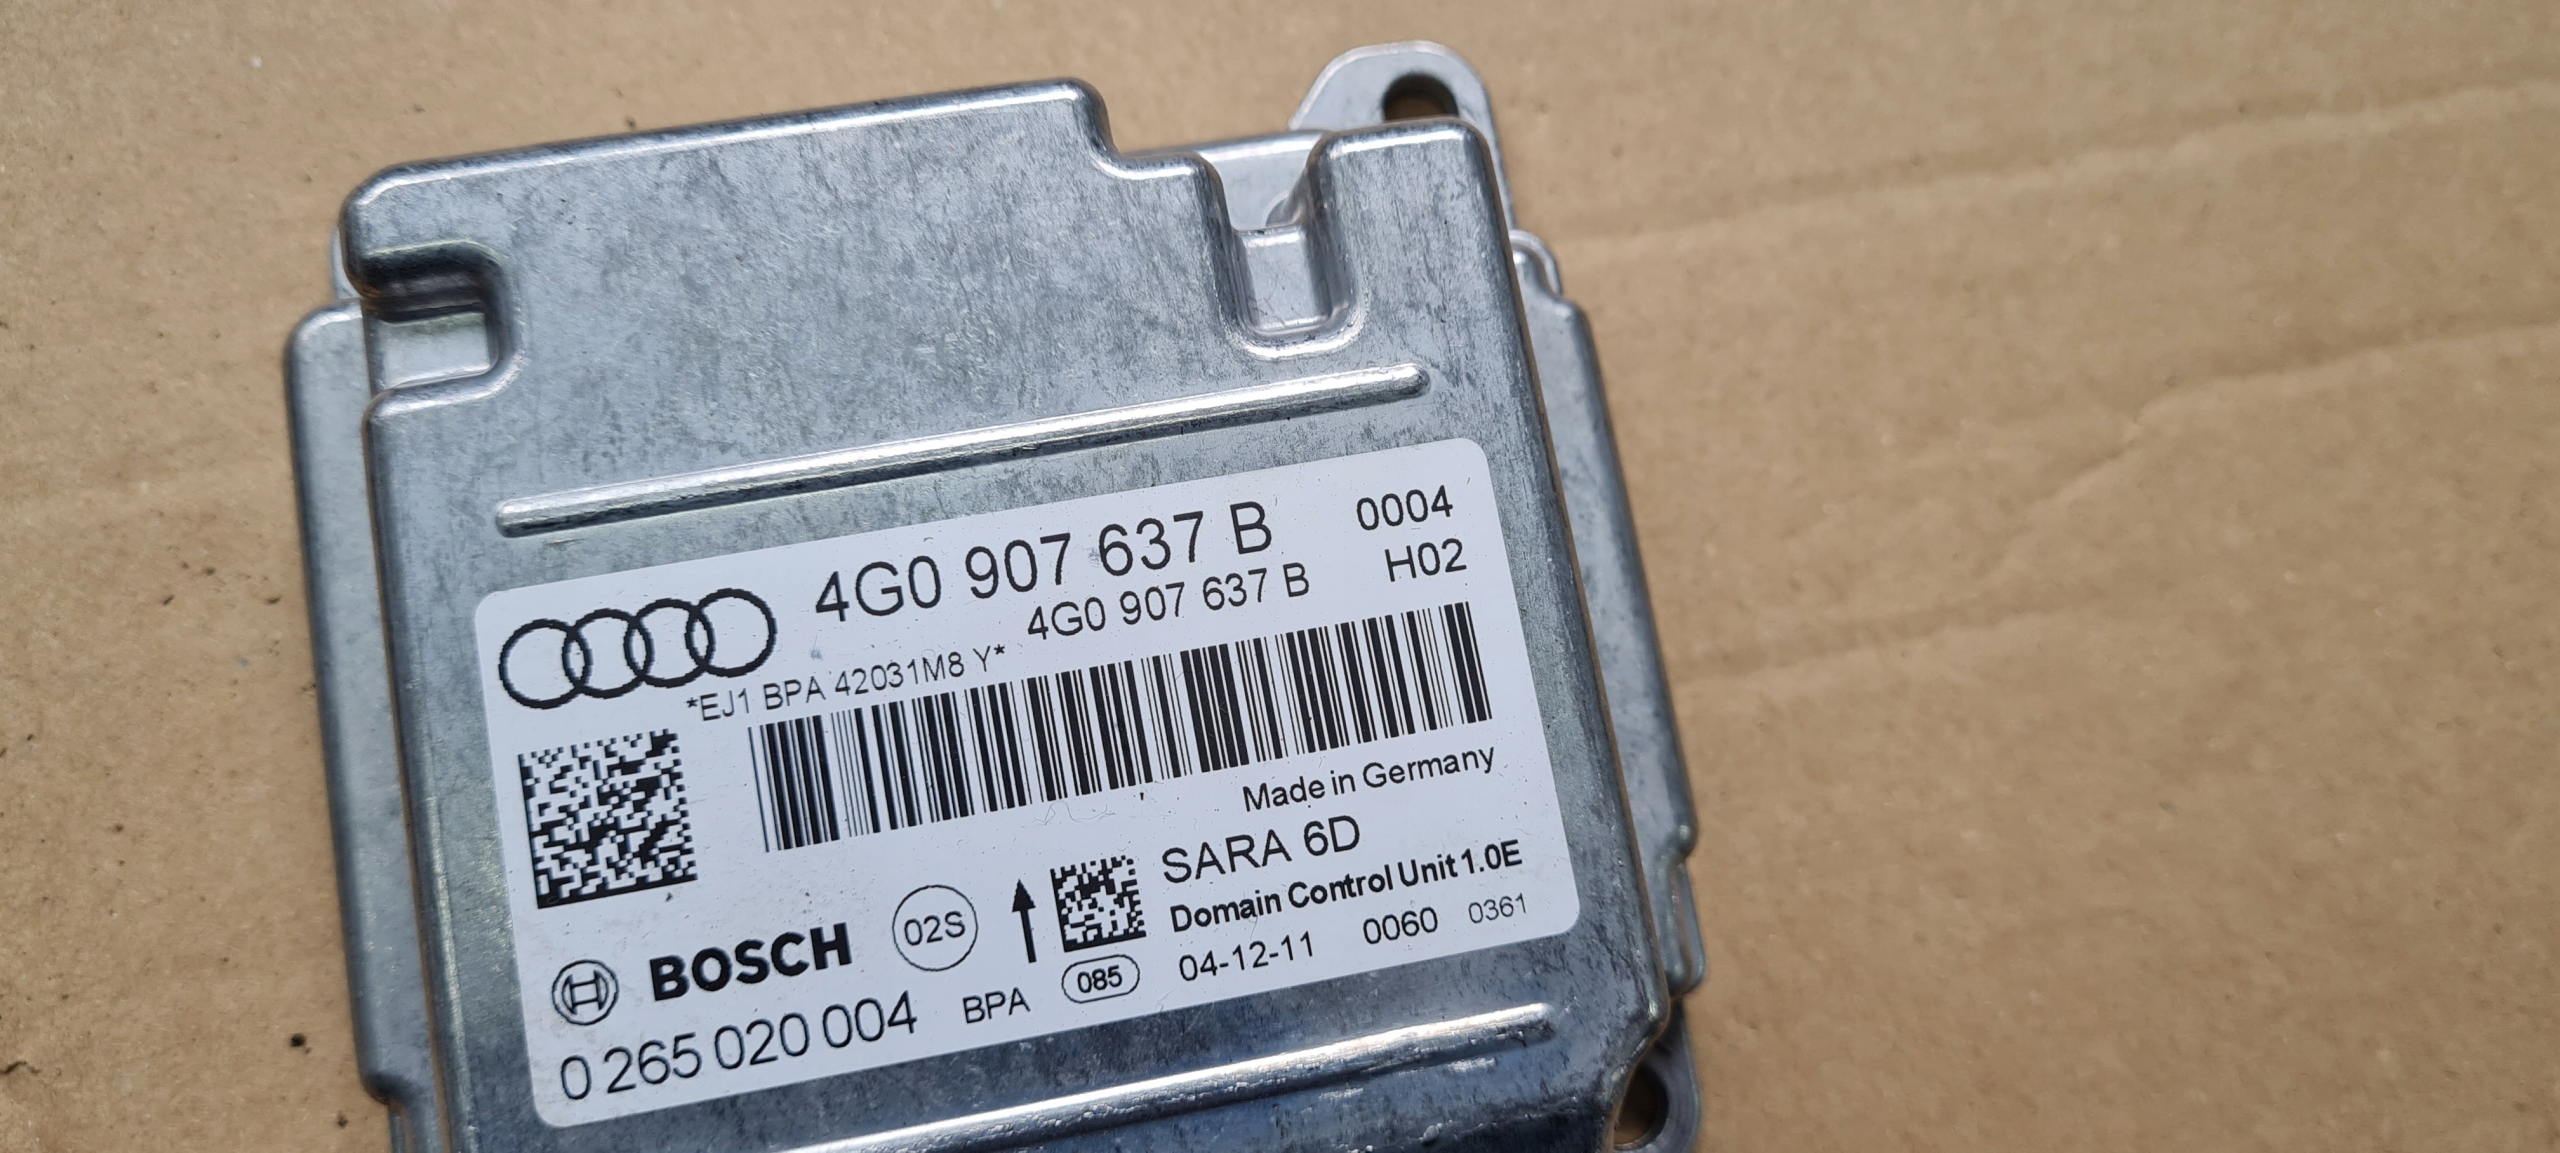 4G0 907 637 B 0004
4G0 907 637 B H02
*EJ1 BPA 42031M8 Y*
Made in Germany
SARA 6D
Domain Control Unit 1.0E
BOSCH 02S
04-12-11 0060 0361
0 265 020 004 BPA 085